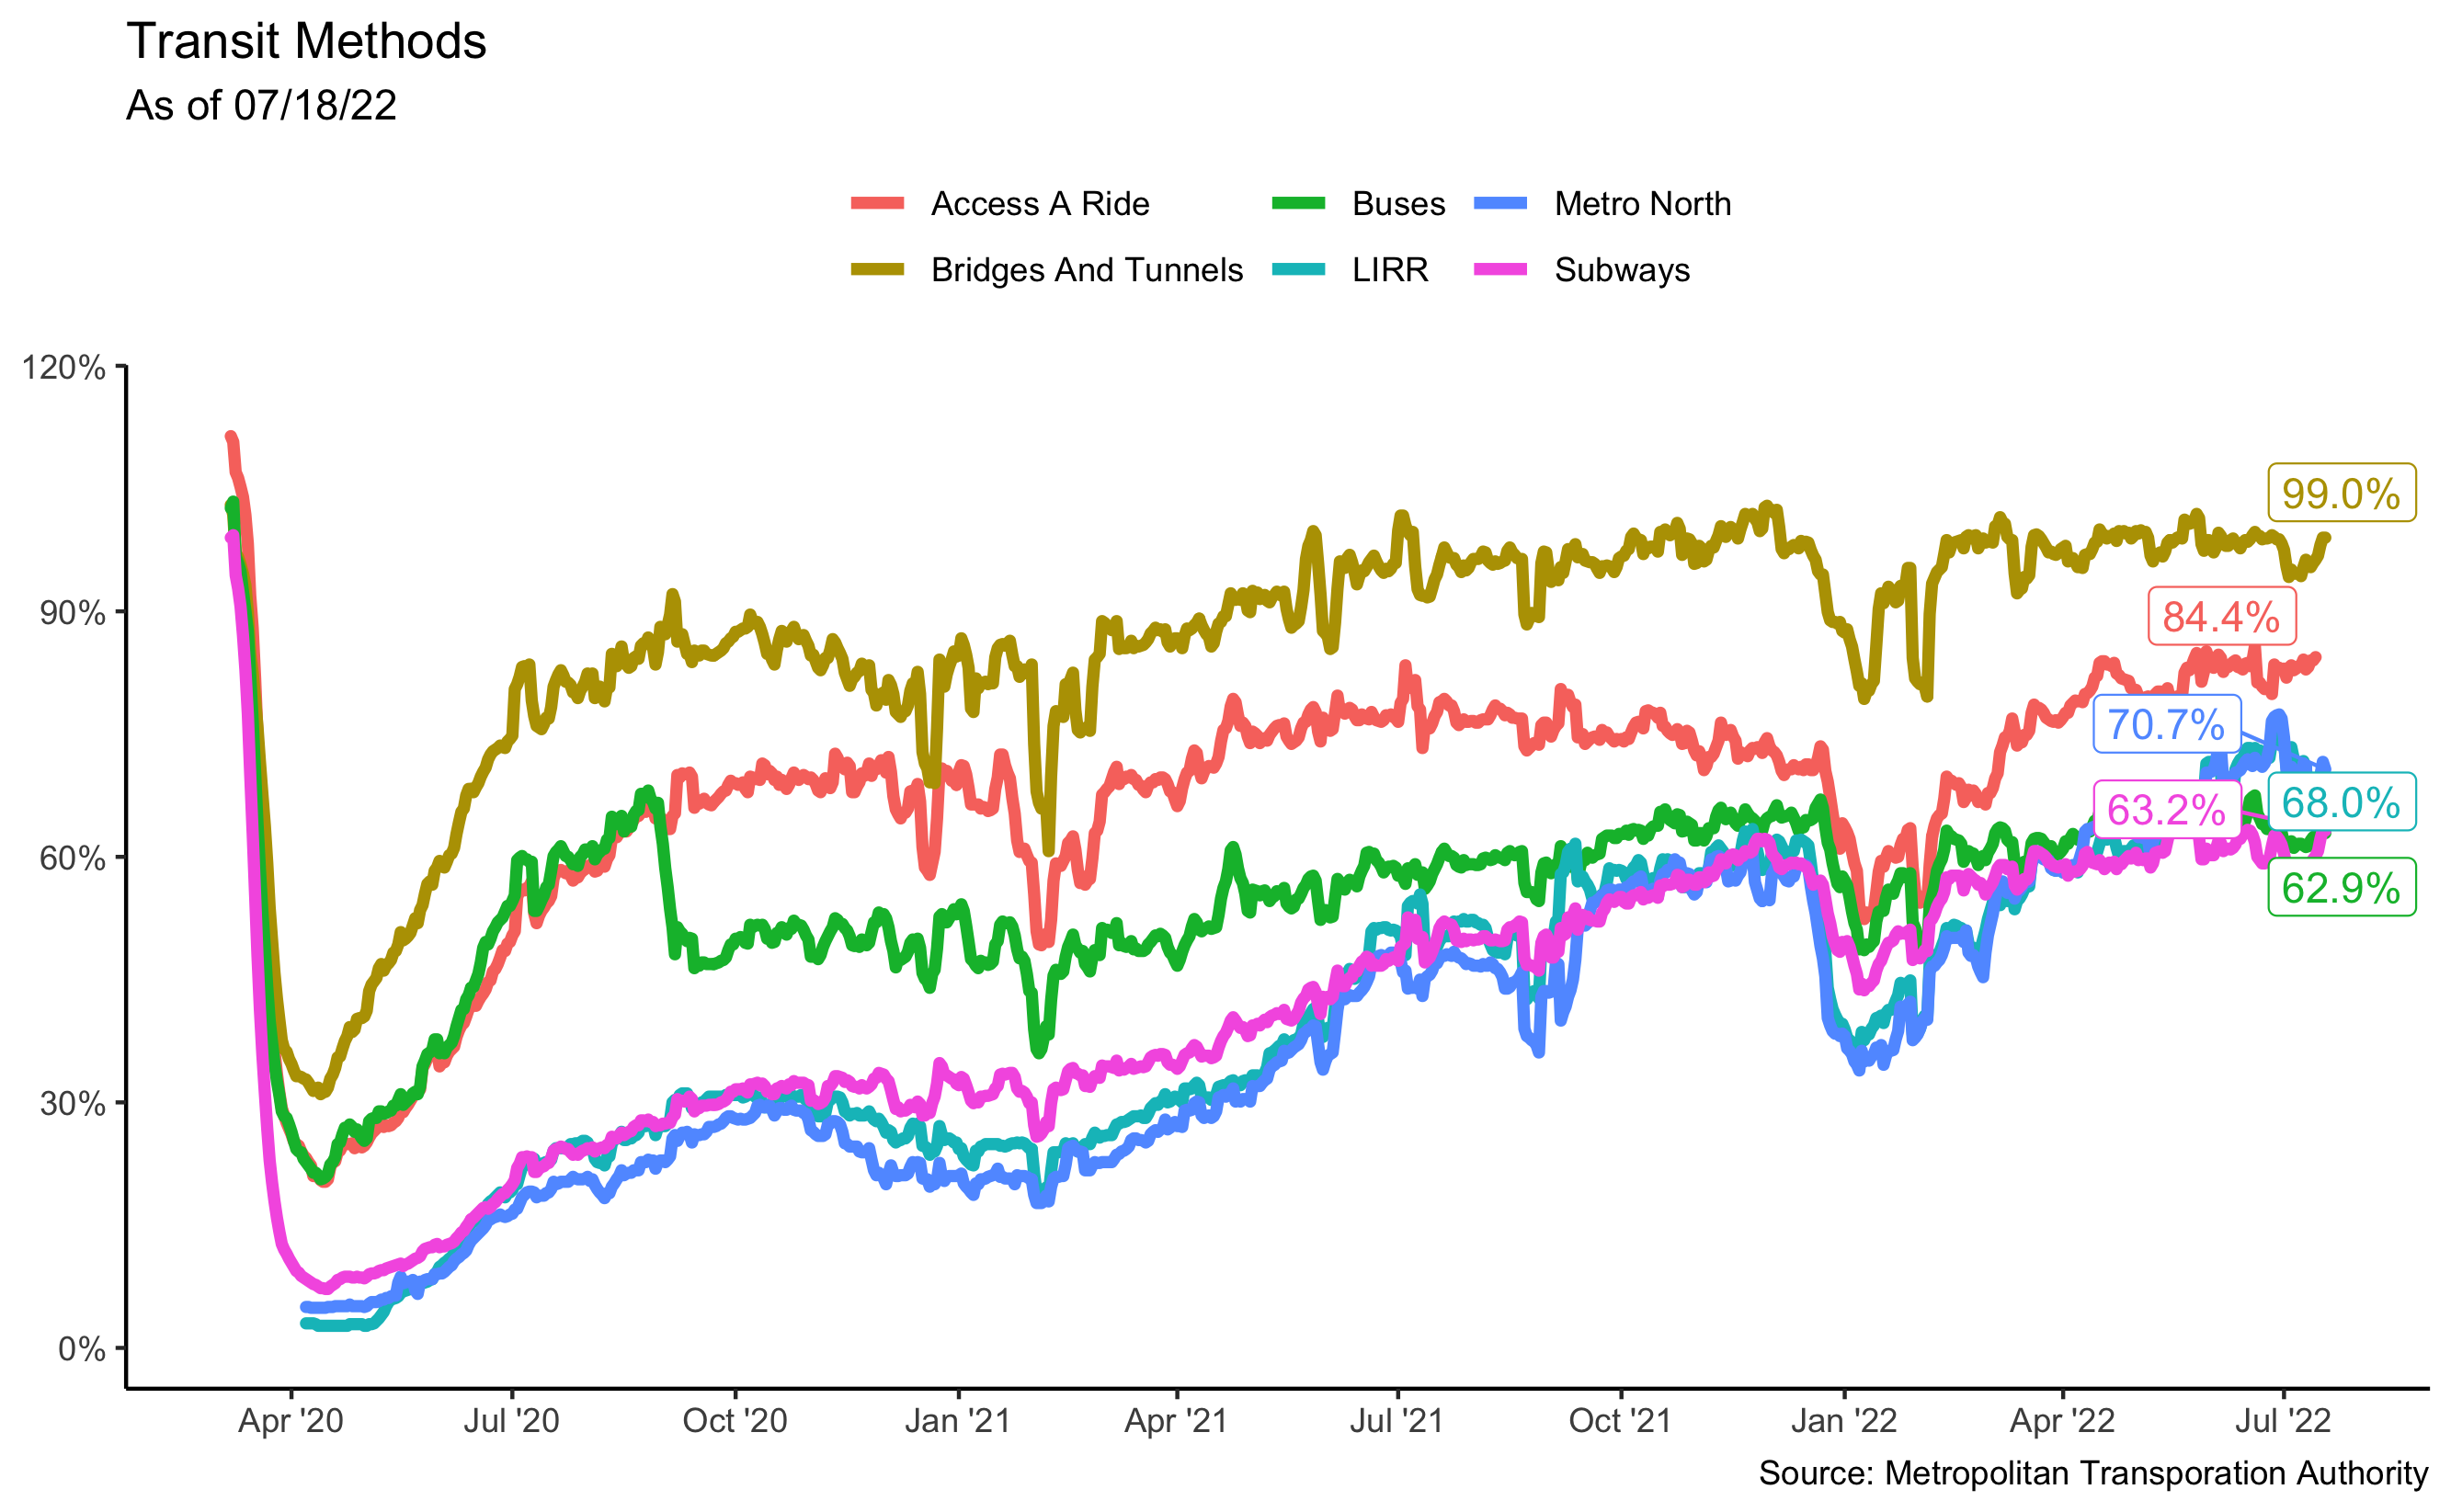 Transit Methods
As of 07/18/22
Access A Ride Buses Metro North
Bridges And Tunnels LIRR Subways
120%
90%
60%
30%
0%
99.0%
84.4%
70.7%
68.0%
63.2%
62.9%
Apr '20 Jul '20 Oct '20 Jan '21 Apr '21 Jul '21 Oct '21 Jan '22 Apr '22 Jul '22
Source: Metropolitan Transporation Authority